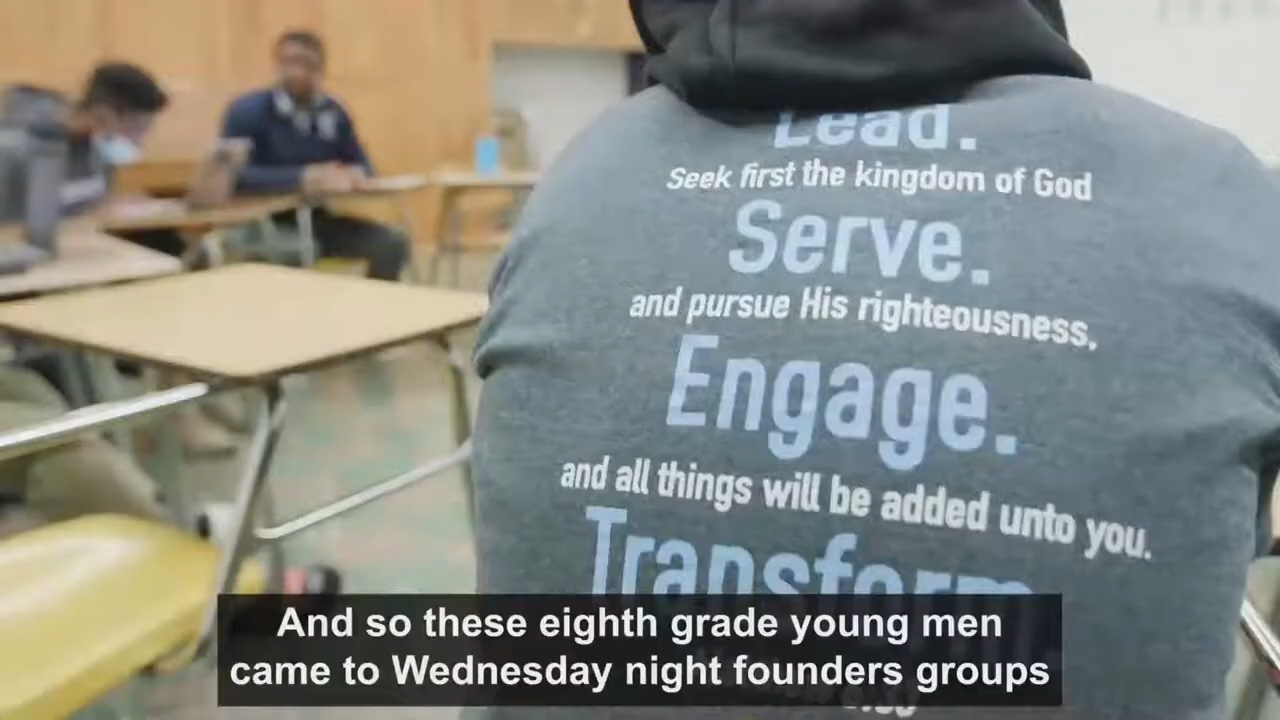 Lead.
Seek first the kingdom of God
Serve.
and pursue His righteousness,
Engage.
and all things will be added unto you.
Transform
And so these eighth grade young men
came to Wednesday night founders groups